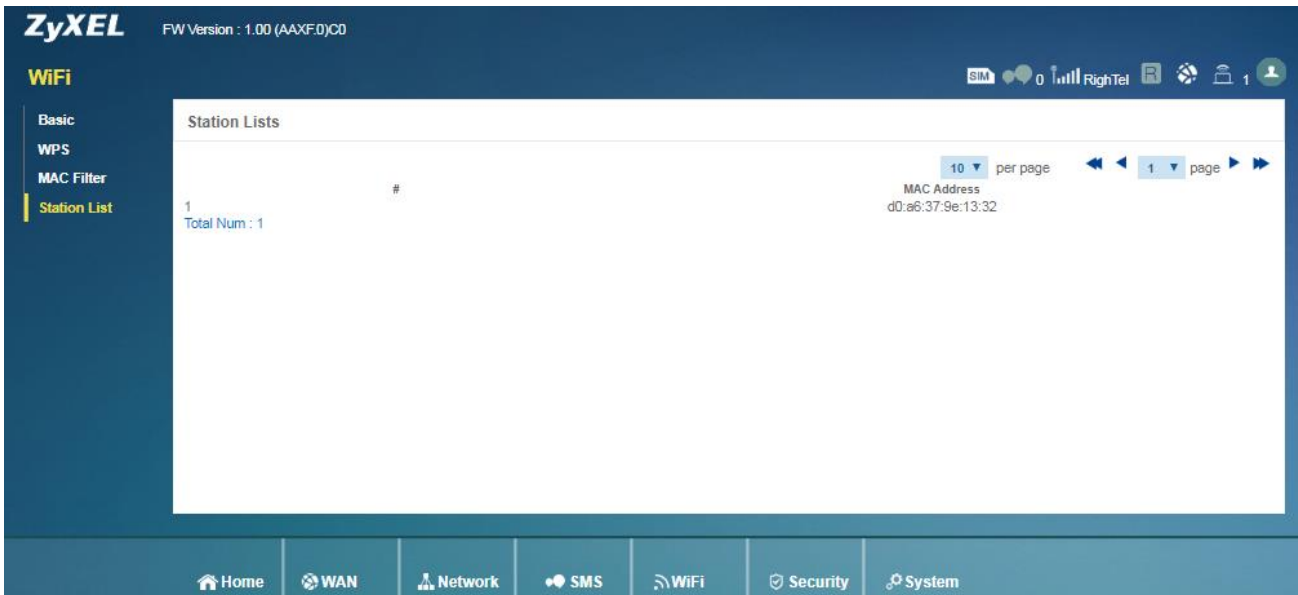 ZyXEL FW Version : 1.00 (AAXF.0)C0
WiFi
SIM 0 RighTel R 1
Basic
WPS
MAC Filter
Station List
Station Lists
10 ▼ per page 1 ▼ page
# MAC Address
1 d0:a6:37:9e:13:32
Total Num : 1
Home WAN Network SMS WiFi Security System